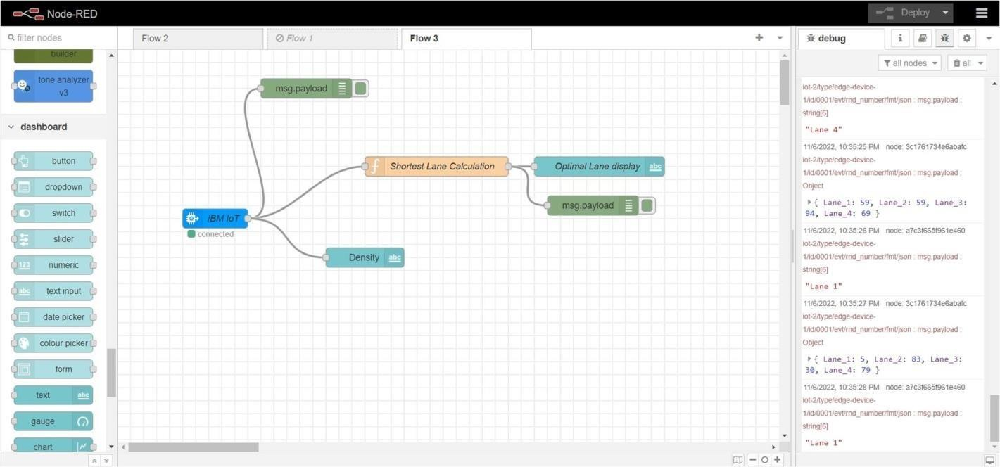 Node-RED
Deploy
filter nodes
builder
tone analyzer
v3
dashboard
button
dropdown
switch
slider
123
numeric
abc
text input
date picker
colour picker
form
text
abc
gauge
chart
Flow 2
Flow 1
Flow 3
msg.payload
f
Shortest Lane Calculation
Optimal Lane display
abc
msg.payload
IBM IoT
connected
Density
abc
debug
i
all nodes
all
iot-2/type/edge-device-
1/id/0001/evt/rnd_number/fmt/json : msg.payload :
string[6]
"Lane 4"
11/6/2022, 10:35:25 PM node: 3c1761734e6abafc
iot-2/type/edge-device-
1/id/0001/evt/rnd_number/fmt/json : msg.payload :
Object
{ Lane_1: 59, Lane_2: 59, Lane_3:
94, Lane_4: 69 }
11/6/2022, 10:35:26 PM node: a7c3f665f961e460
iot-2/type/edge-device-
1/id/0001/evt/rnd_number/fmt/json : msg.payload :
string[6]
"Lane 1"
11/6/2022, 10:35:27 PM node: 3c1761734e6abafc
iot-2/type/edge-device-
1/id/0001/evt/rnd_number/fmt/json : msg.payload :
Object
{ Lane_1: 5, Lane_2: 83, Lane_3:
30, Lane_4: 79 }
11/6/2022, 10:35:28 PM node: a7c3f665f961e460
iot-2/type/edge-device-
1/id/0001/evt/rnd_number/fmt/json : msg.payload :
string[6]
"Lane 1"